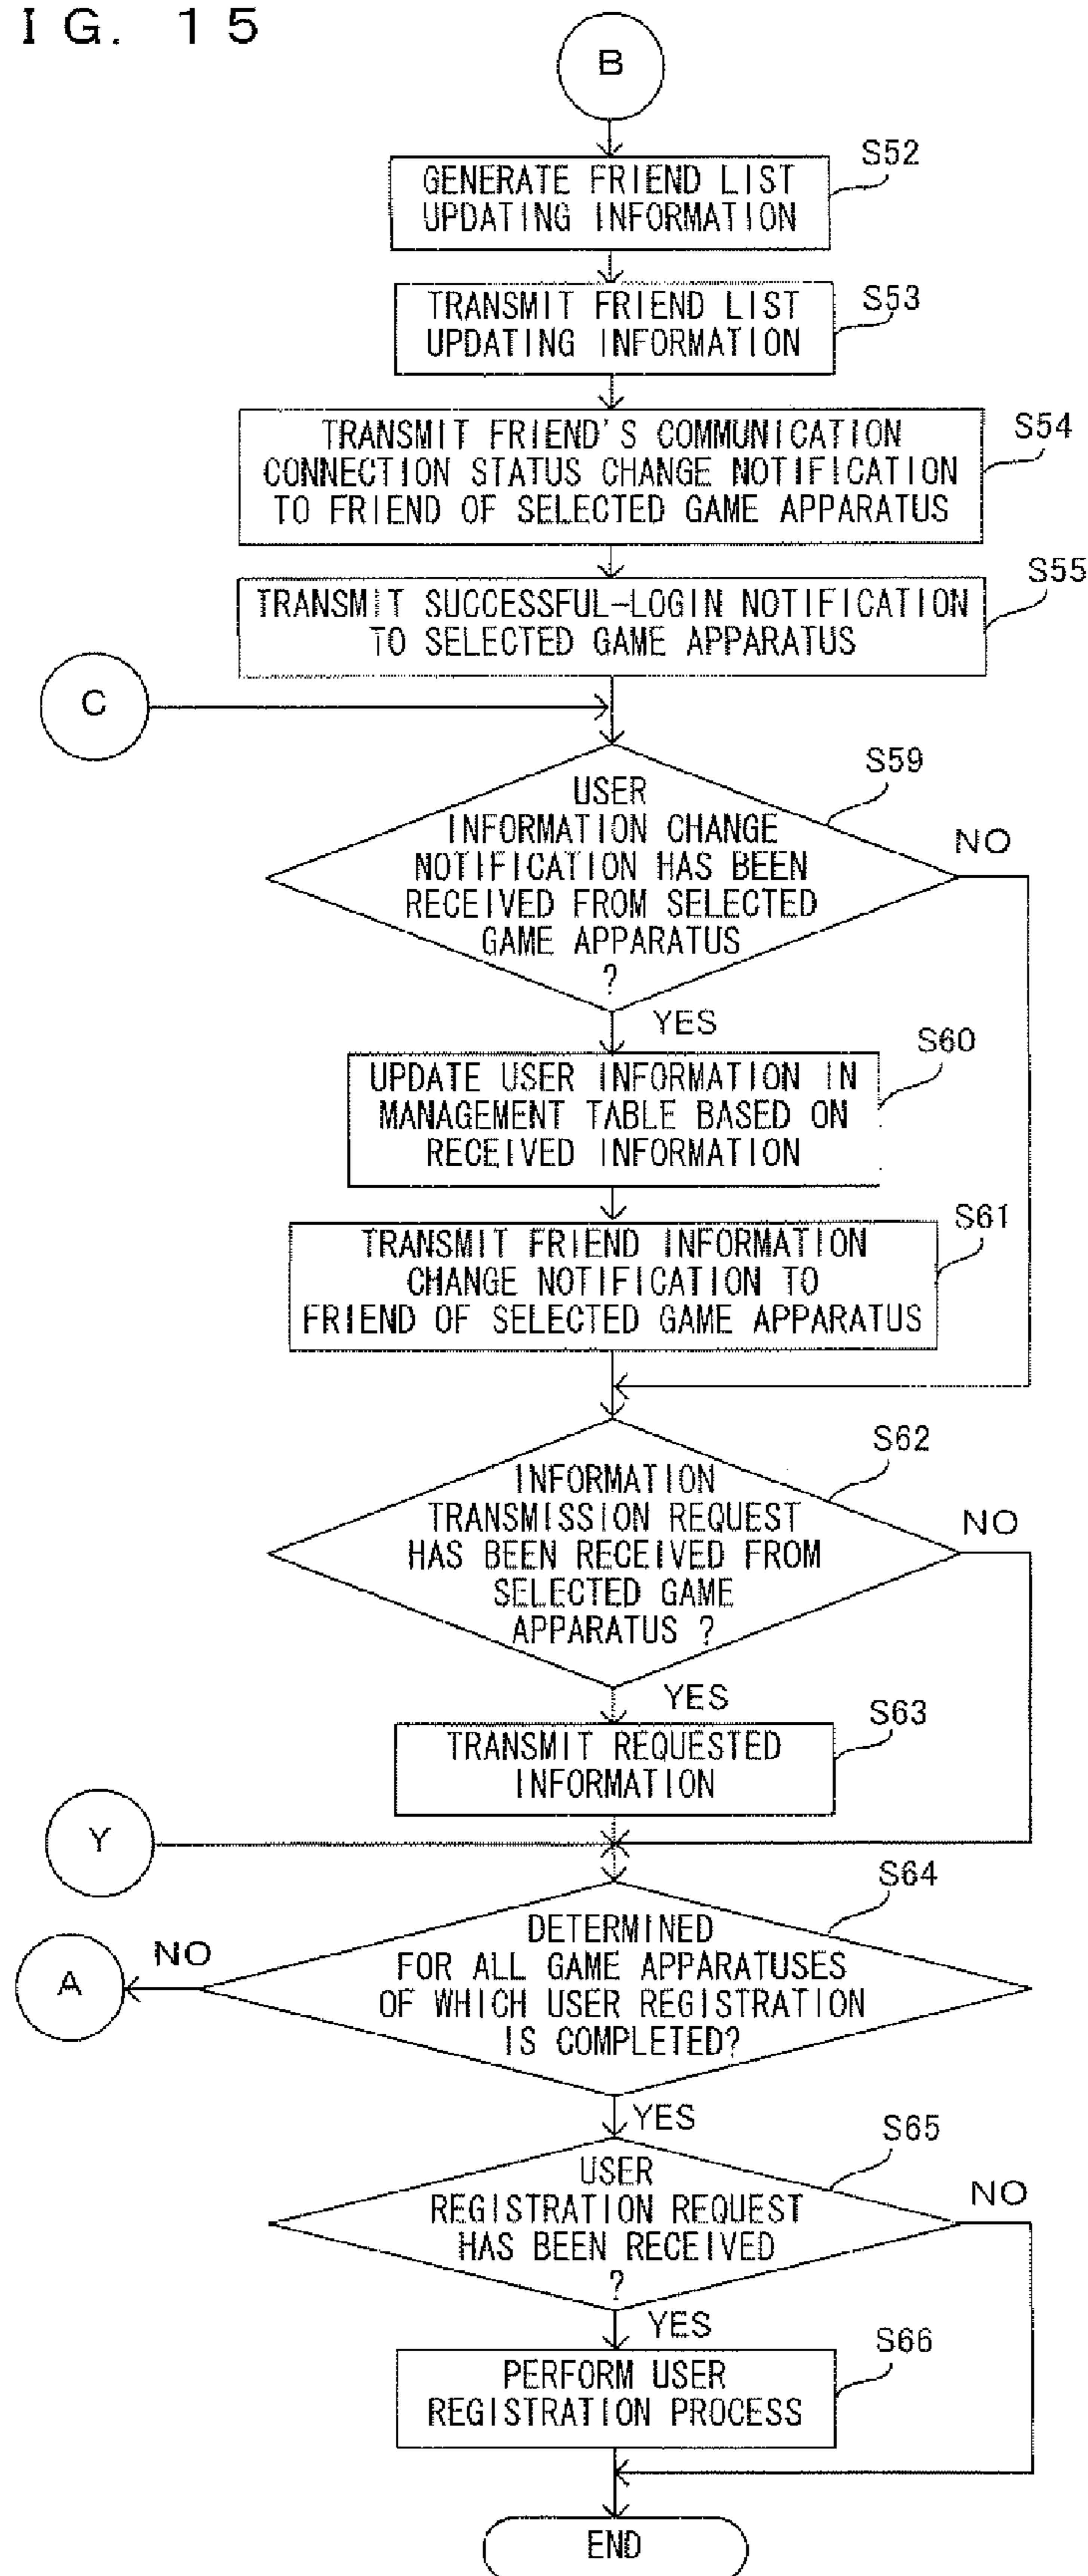 IG. 15
B
S52
GENERATE FRIEND LIST
UPDATING INFORMATION
S53
TRANSMIT FRIEND LIST
UPDATING INFORMATION
S54
TRANSMIT FRIEND'S COMMUNICATION
CONNECTION STATUS CHANGE NOTIFICATION
TO FRIEND OF SELECTED GAME APPARATUS
S55
TRANSMIT SUCCESSFUL-LOGIN NOTIFICATION
TO SELECTED GAME APPARATUS
C
S59
USER
INFORMATION CHANGE
NOTIFICATION HAS BEEN
RECEIVED FROM SELECTED
GAME APPARATUS
?
NO
YES
S60
UPDATE USER INFORMATION IN
MANAGEMENT TABLE BASED ON
RECEIVED INFORMATION
S61
TRANSMIT FRIEND INFORMATION
CHANGE NOTIFICATION TO
FRIEND OF SELECTED GAME APPARATUS
S62
INFORMATION
TRANSMISSION REQUEST
HAS BEEN RECEIVED FROM
SELECTED GAME
APPARATUS ?
NO
YES
S63
TRANSMIT REQUESTED
INFORMATION
Y
S64
DETERMINED
FOR ALL GAME APPARATUSES
OF WHICH USER REGISTRATION
IS COMPLETED?
NO
A
YES
S65
USER
REGISTRATION REQUEST
HAS BEEN RECEIVED
?
NO
YES
S66
PERFORM USER
REGISTRATION PROCESS
END